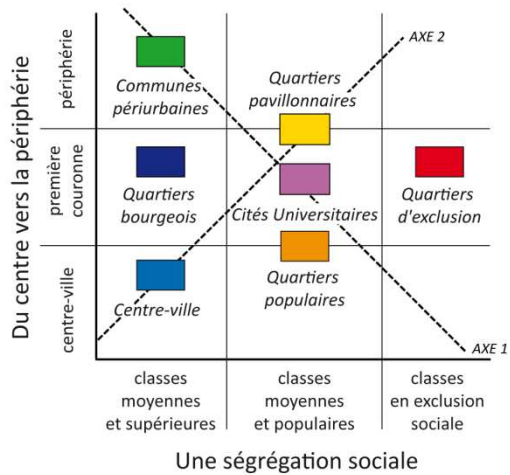 Du centre vers la périphérie
périphérie
première
couronne
centre-ville
AXE 2
Communes
périurbaines
Quartiers
pavillonnaires
Quartiers
bourgeois
Cités Universitaires
Quartiers
d'exclusion
Centre-ville
Quartiers
populaires
AXE 1
classes
moyennes
et supérieures
classes
moyennes
et populaires
classes
en exclusion
sociale
Une ségrégation sociale